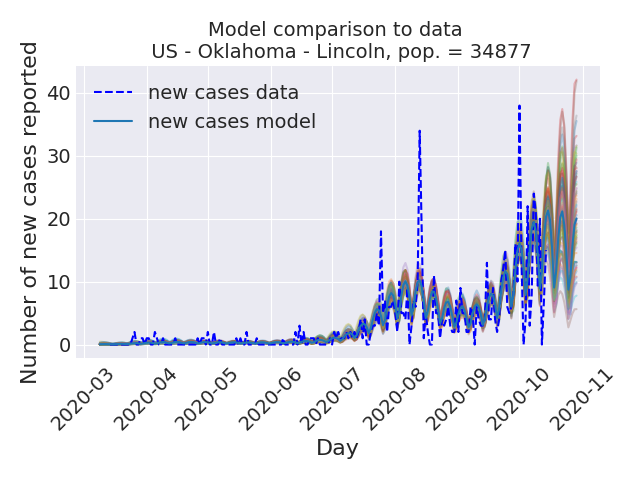 Model comparison to data
US - Oklahoma - Lincoln, pop. = 34877
Number of new cases reported
40
30
20
10
0
new cases data
new cases model
2020-03
2020-04
2020-05
2020-06
2020-07
2020-08
2020-09
2020-10
2020-11
Day